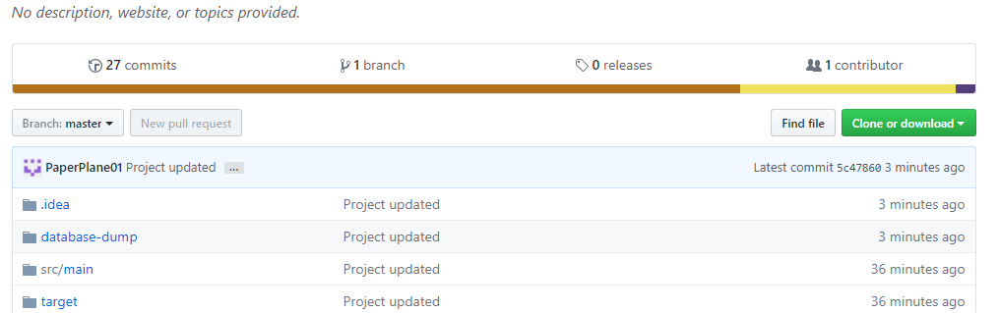 No description, website, or topics provided.
27 commits 1 branch 0 releases 1 contributor
Branch: master New pull request Find file Clone or download
PaperPlane01 Project updated ... Latest commit 5c47860 3 minutes ago
.idea Project updated 3 minutes ago
database-dump Project updated 3 minutes ago
src/main Project updated 36 minutes ago
target Project updated 36 minutes ago